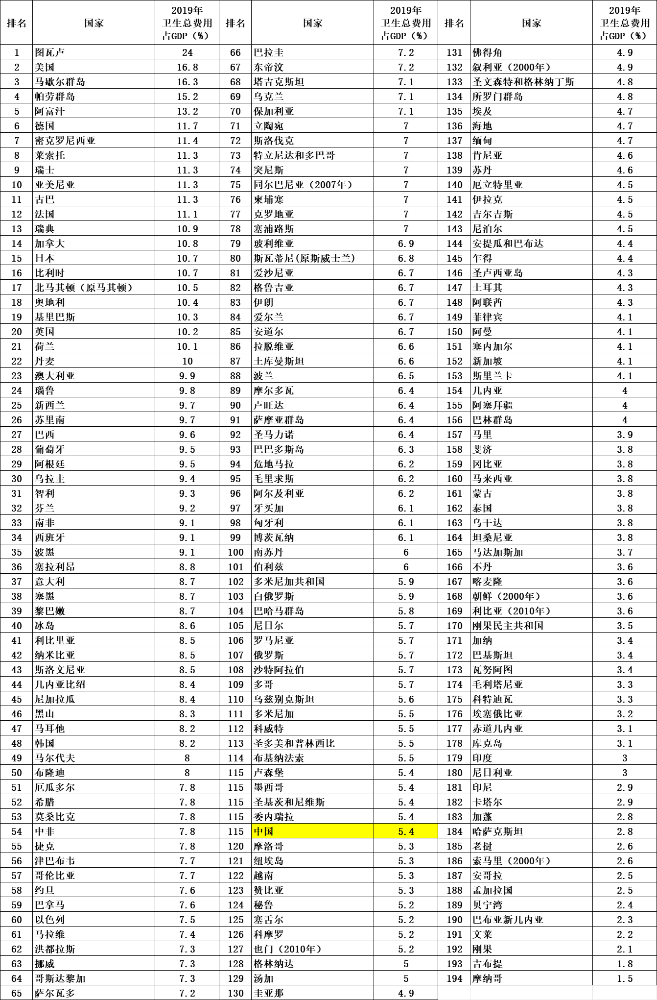 排名 国家 2019年卫生总费用占GDP（%） 排名 国家 2019年卫生总费用占GDP（%） 排名 国家 2019年卫生总费用占GDP（%）
1 图瓦卢 24 66 巴拉圭 7.2 131 佛得角 4.9
2 美国 16.8 67 东帝汶 7.2 132 叙利亚（2000年） 4.9
3 马歇尔群岛 16.3 68 塔吉克斯坦 7.1 133 圣文森特和格林纳丁斯 4.8
4 帕劳群岛 15.2 69 乌克兰 7.1 134 所罗门群岛 4.8
5 阿富汗 13.2 70 保加利亚 7.1 135 埃及 4.7
6 德国 11.7 71 立陶宛 7 136 海地 4.7
7 密克罗尼西亚 11.4 72 斯洛伐克 7 137 缅甸 4.7
8 莱索托 11.3 73 特立尼达和多巴哥 7 138 肯尼亚 4.6
9 瑞士 11.3 74 突尼斯 7 139 苏丹 4.6
10 亚美尼亚 11.3 75 同尔巴尼亚（2007年） 7 140 厄立特里亚 4.5
11 古巴 11.3 76 柬埔寨 7 141 伊拉克 4.5
12 法国 11.1 77 克罗地亚 7 142 吉尔吉斯 4.5
13 瑞典 10.9 78 塞浦路斯 7 143 尼泊尔 4.5
14 加拿大 10.8 79 玻利维亚 6.9 144 安提瓜和巴布达 4.4
15 日本 10.7 80 斯瓦蒂尼(原斯威士兰) 6.8 145 乍得 4.4
16 比利时 10.7 81 爱沙尼亚 6.7 146 圣卢西亚岛 4.3
17 北马其顿（原马其顿） 10.5 82 格鲁吉亚 6.7 147 土耳其 4.3
18 奥地利 10.4 83 伊朗 6.7 148 阿联酋 4.3
19 基里巴斯 10.3 84 爱尔兰 6.7 149 菲律宾 4.1
20 英国 10.2 85 安道尔 6.7 150 阿曼 4.1
21 荷兰 10.1 86 拉脱维亚 6.6 151 塞内加尔 4.1
22 丹麦 10 87 土库曼斯坦 6.6 152 新加坡 4.1
23 澳大利亚 9.9 88 波兰 6.5 153 斯里兰卡 4.1
24 瑙鲁 9.8 89 摩尔多瓦 6.4 154 几内亚 4
25 新西兰 9.7 90 卢旺达 6.4 155 阿塞拜疆 4
26 苏里南 9.7 91 萨摩亚群岛 6.4 156 巴林群岛 4
27 巴西 9.6 92 圣马力诺 6.4 157 马里 3.9
28 葡萄牙 9.5 93 巴巴多斯岛 6.3 158 斐济 3.8
29 阿根廷 9.5 94 危地马拉 6.2 159 冈比亚 3.8
30 乌拉圭 9.4 95 毛里求斯 6.2 160 马来西亚 3.8
31 智利 9.3 96 阿尔及利亚 6.2 161 蒙古 3.8
32 芬兰 9.2 97 牙买加 6.1 162 泰国 3.8
33 南非 9.1 98 匈牙利 6.1 163 乌干达 3.8
34 西班牙 9.1 99 博茨瓦纳 6.1 164 坦桑尼亚 3.8
35 波黑 9.1 100 南苏丹 6 165 马达加斯加 3.7
36 塞拉利昂 8.8 101 伯利兹 6 166 不丹 3.6
37 意大利 8.7 102 多米尼加共和国 5.9 167 喀麦隆 3.6
38 塞黑 8.7 103 白俄罗斯 5.9 168 朝鲜（2000年） 3.6
39 黎巴嫩 8.7 104 巴哈马群岛 5.8 169 利比亚（2010年） 3.6
40 冰岛 8.6 105 尼日尔 5.7 170 刚果民主共和国 3.5
41 利比里亚 8.5 106 罗马尼亚 5.7 171 加纳 3.4
42 纳米比亚 8.5 107 俄罗斯 5.7 172 巴基斯坦 3.4
43 斯洛文尼亚 8.5 108 沙特阿拉伯 5.7 173 瓦努阿图 3.4
44 几内亚比绍 8.4 109 多哥 5.7 174 毛利塔尼亚 3.3
45 尼加拉瓜 8.4 110 乌兹别克斯坦 5.6 175 科特迪瓦 3.3
46 黑山 8.3 111 多米尼加 5.5 176 埃塞俄比亚 3.2
47 马耳他 8.2 112 科威特 5.5 177 赤道几内亚 3.1
48 韩国 8.2 113 圣多美和普林西比 5.5 178 库克岛 3.1
49 马尔代夫 8 114 布基纳法索 5.5 179 印度 3
50 布隆迪 8 115 卢森堡 5.4 180 尼日利亚 3
51 厄瓜多尔 7.8 115 墨西哥 5.4 181 印尼 2.9
52 希腊 7.8 115 圣基茨和尼维斯 5.4 182 卡塔尔 2.9
53 莫桑比克 7.8 115 委内瑞拉 5.4 183 加蓬 2.8
54 中非 7.8 115 中国 5.4 184 哈萨克斯坦 2.8
55 捷克 7.8 120 摩洛哥 5.3 185 老挝 2.6
56 津巴布韦 7.7 121 纽埃岛 5.3 186 索马里（2000年） 2.6
57 哥伦比亚 7.7 122 越南 5.3 187 安哥拉 2.5
58 约旦 7.6 123 赞比亚 5.3 188 孟加拉国 2.5
59 巴拿马 7.6 124 秘鲁 5.2 189 贝宁湾 2.4
60 以色列 7.5 125 塞舌尔 5.2 190 巴布亚新几内亚 2.3
61 马拉维 7.4 126 科摩罗 5.2 191 文莱 2.2
62 洪都拉斯 7.3 127 也门（2010年） 5.2 192 刚果 2.1
63 挪威 7.3 128 格林纳达 5 193 吉布提 1.8
64 哥斯达黎加 7.3 129 汤加 5 194 摩纳哥 1.5
65 萨尔瓦多 7.2 130 圭亚那 4.9